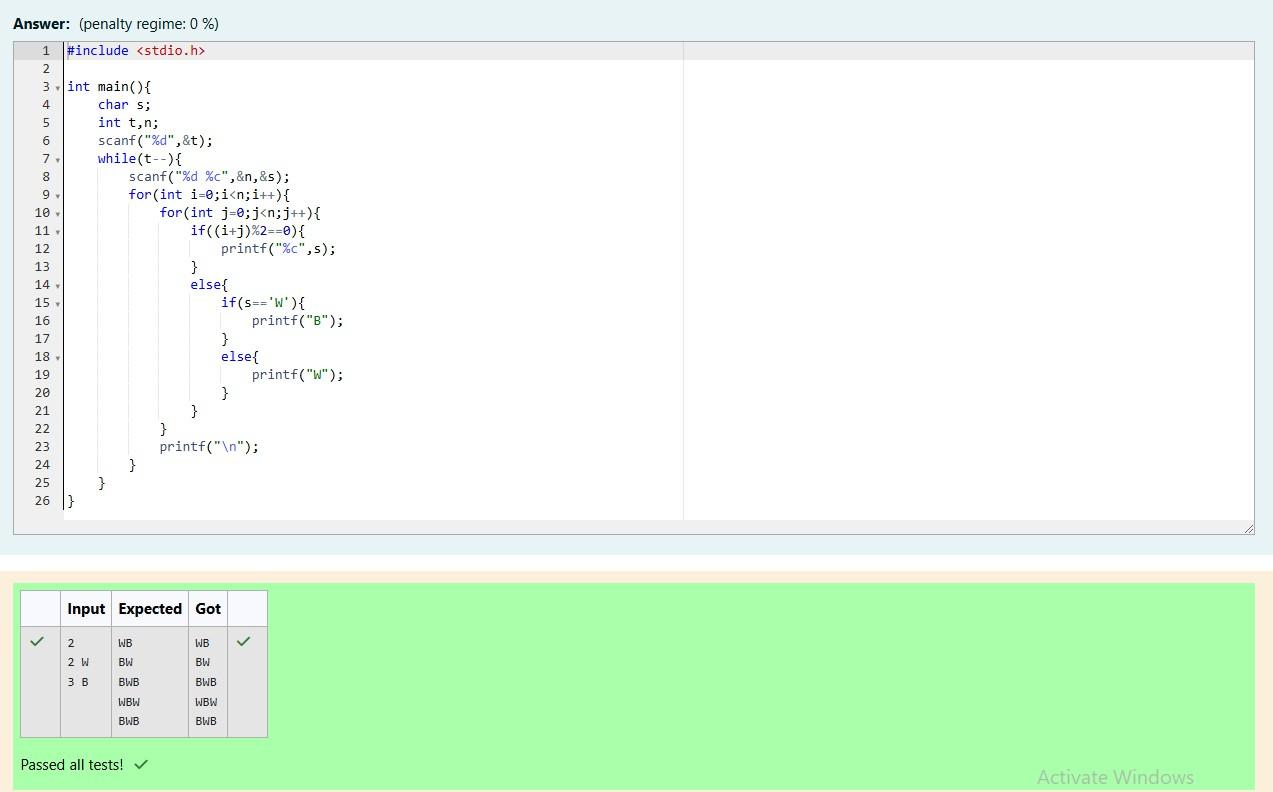 Answer: (penalty regime: 0 %)
1 #include <stdio.h>
2
3 int main(){
4     char s;
5     int t,n;
6     scanf("%d",&t);
7     while(t--){
8         scanf("%d %c",&n,&s);
9         for(int i=0;i<n;i++){
10             for(int j=0;j<n;j++){
11                 if((i+j)%2==0){
12                     printf("%c",s);
13                 }
14                 else{
15                     if(s=='W'){
16                         printf("B");
17                     }
18                     else{
19                         printf("W");
20                     }
21                 }
22             }
23             printf("\n");
24         }
25     }
26 }
Input Expected Got
2 WB WB
2 W BW BW
3 B BWB BWB
WBW WBW
BWB BWB
Passed all tests!
Activate Windows